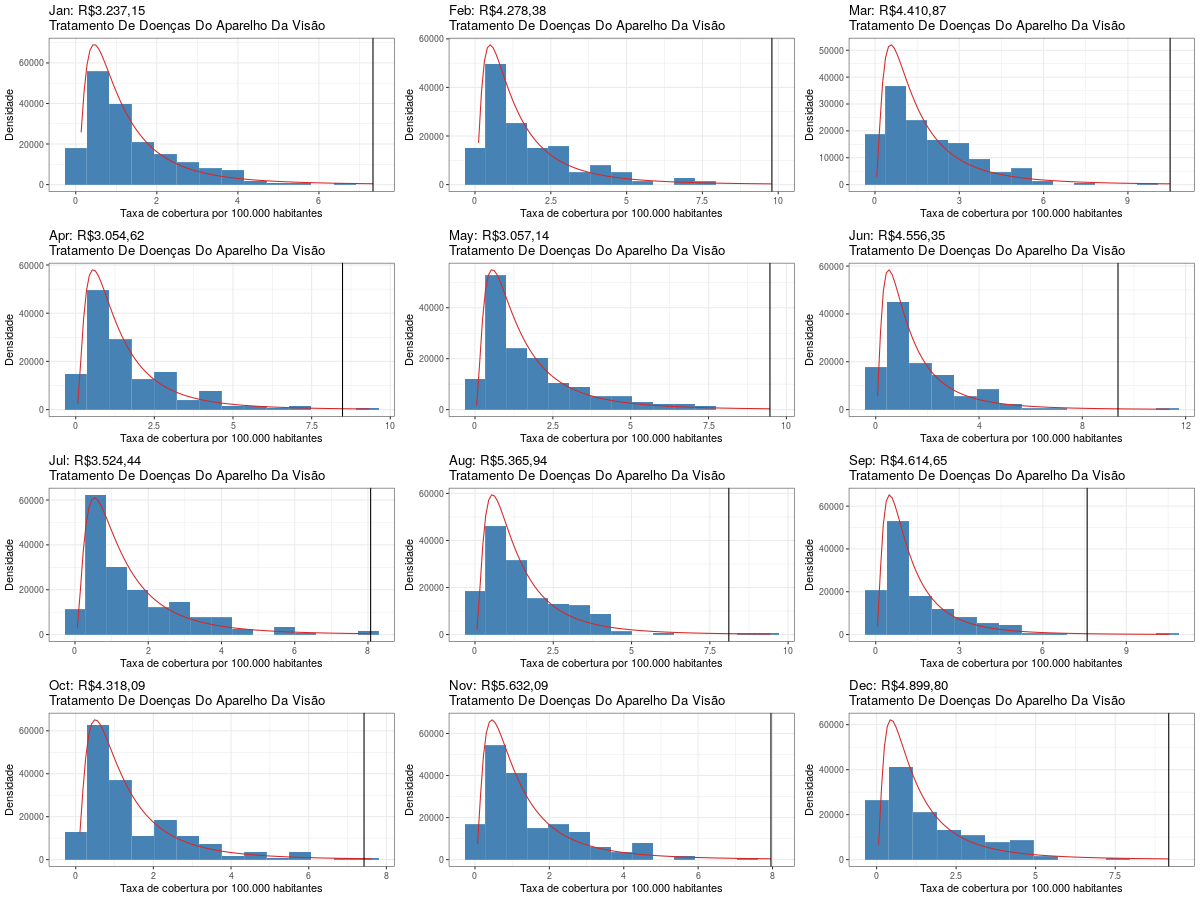 Jan: R$3.237,15
Tratamento De Doenças Do Aparelho Da Visão
Densidade
60000
40000
20000
0
0
2
4
6
Taxa de cobertura por 100.000 habitantes
Feb: R$4.278,38
Tratamento De Doenças Do Aparelho Da Visão
Densidade
60000
40000
20000
0
0
2.5
5
7.5
10
Taxa de cobertura por 100.000 habitantes
Mar: R$4.410,87
Tratamento De Doenças Do Aparelho Da Visão
Densidade
50000
40000
30000
20000
10000
0
0
3
6
9
Taxa de cobertura por 100.000 habitantes
Apr: R$3.054,62
Tratamento De Doenças Do Aparelho Da Visão
Densidade
60000
40000
20000
0
0
2.5
5
7.5
10
Taxa de cobertura por 100.000 habitantes
May: R$3.057,14
Tratamento De Doenças Do Aparelho Da Visão
Densidade
40000
20000
0
0
2.5
5
7.5
10
Taxa de cobertura por 100.000 habitantes
Jun: R$4.556,35
Tratamento De Doenças Do Aparelho Da Visão
Densidade
60000
40000
20000
0
0
4
8
12
Taxa de cobertura por 100.000 habitantes
Jul: R$3.524,44
Tratamento De Doenças Do Aparelho Da Visão
Densidade
60000
40000
20000
0
0
2
4
6
8
Taxa de cobertura por 100.000 habitantes
Aug: R$5.365,94
Tratamento De Doenças Do Aparelho Da Visão
Densidade
60000
40000
20000
0
0
2.5
5
7.5
10
Taxa de cobertura por 100.000 habitantes
Sep: R$4.614,65
Tratamento De Doenças Do Aparelho Da Visão
Densidade
60000
40000
20000
0
0
3
6
9
Taxa de cobertura por 100.000 habitantes
Oct: R$4.318,09
Tratamento De Doenças Do Aparelho Da Visão
Densidade
60000
40000
20000
0
0
2
4
6
8
Taxa de cobertura por 100.000 habitantes
Nov: R$5.632,09
Tratamento De Doenças Do Aparelho Da Visão
Densidade
60000
40000
20000
0
0
2
4
6
8
Taxa de cobertura por 100.000 habitantes
Dec: R$4.899,80
Tratamento De Doenças Do Aparelho Da Visão
Densidade
60000
40000
20000
0
0
2.5
5
7.5
Taxa de cobertura por 100.000 habitantes